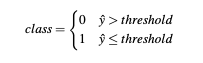 class = { 0 ŷ > threshold
1 ŷ ≤ threshold